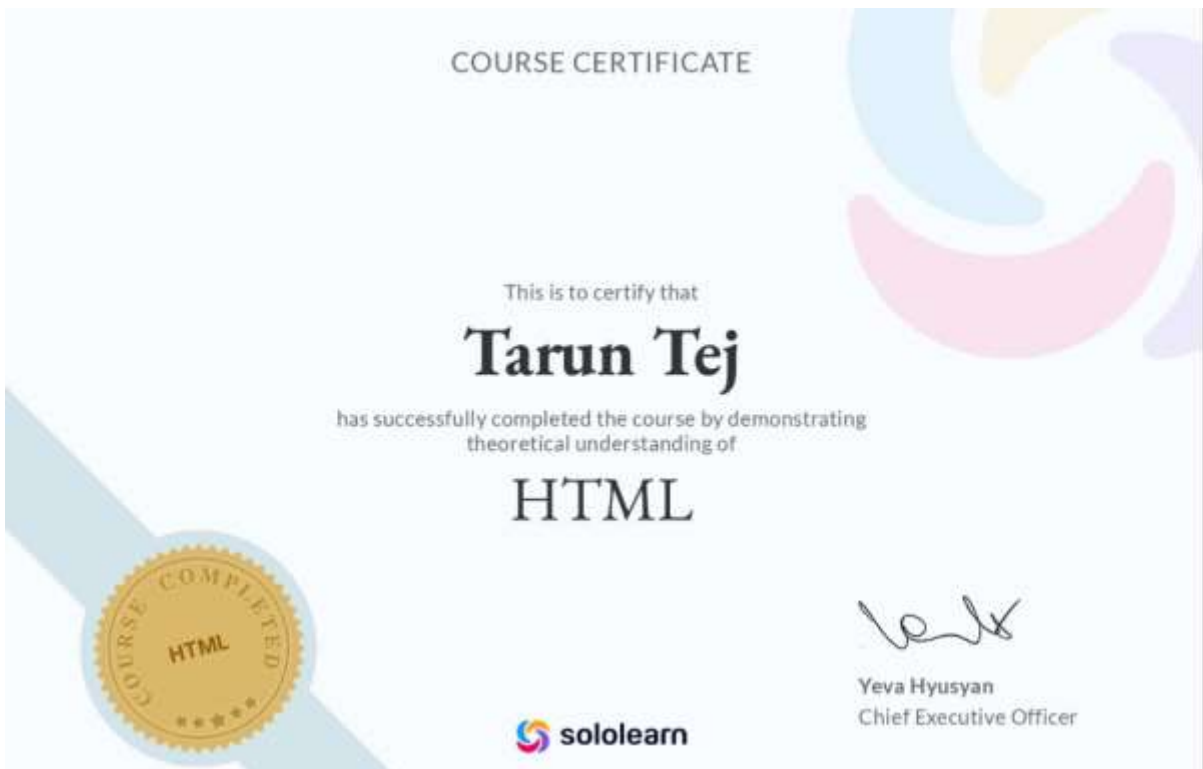 COURSE CERTIFICATE
This is to certify that
Tarun Tej
has successfully completed the course by demonstrating
theoretical understanding of
HTML
COURSE COMPLETED
HTML
Yeva Hyusyan
Chief Executive Officer
sololearn